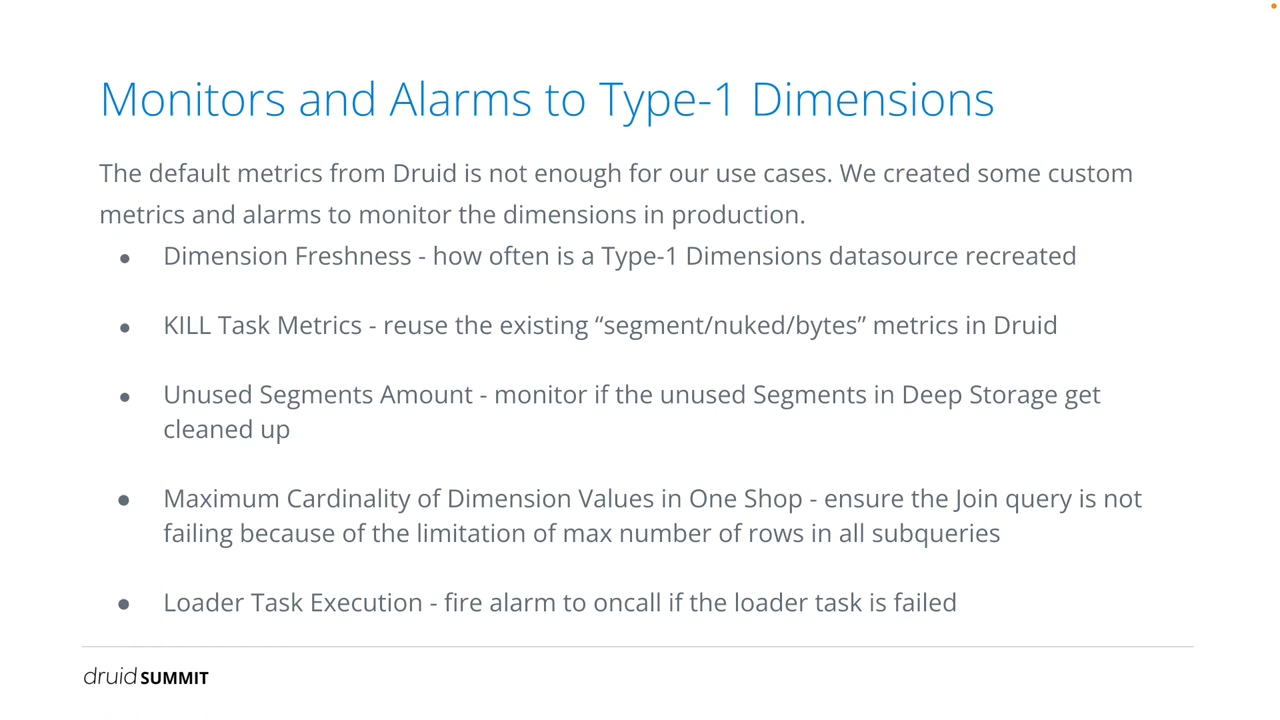 Monitors and Alarms to Type-1 Dimensions
The default metrics from Druid is not enough for our use cases. We created some custom
metrics and alarms to monitor the dimensions in production.
● Dimension Freshness - how often is a Type-1 Dimensions datasource recreated
● KILL Task Metrics - reuse the existing “segment/nuked/bytes” metrics in Druid
● Unused Segments Amount - monitor if the unused Segments in Deep Storage get
cleaned up
● Maximum Cardinality of Dimension Values in One Shop - ensure the Join query is not
failing because of the limitation of max number of rows in all subqueries
● Loader Task Execution - fire alarm to oncall if the loader task is failed
druid SUMMIT